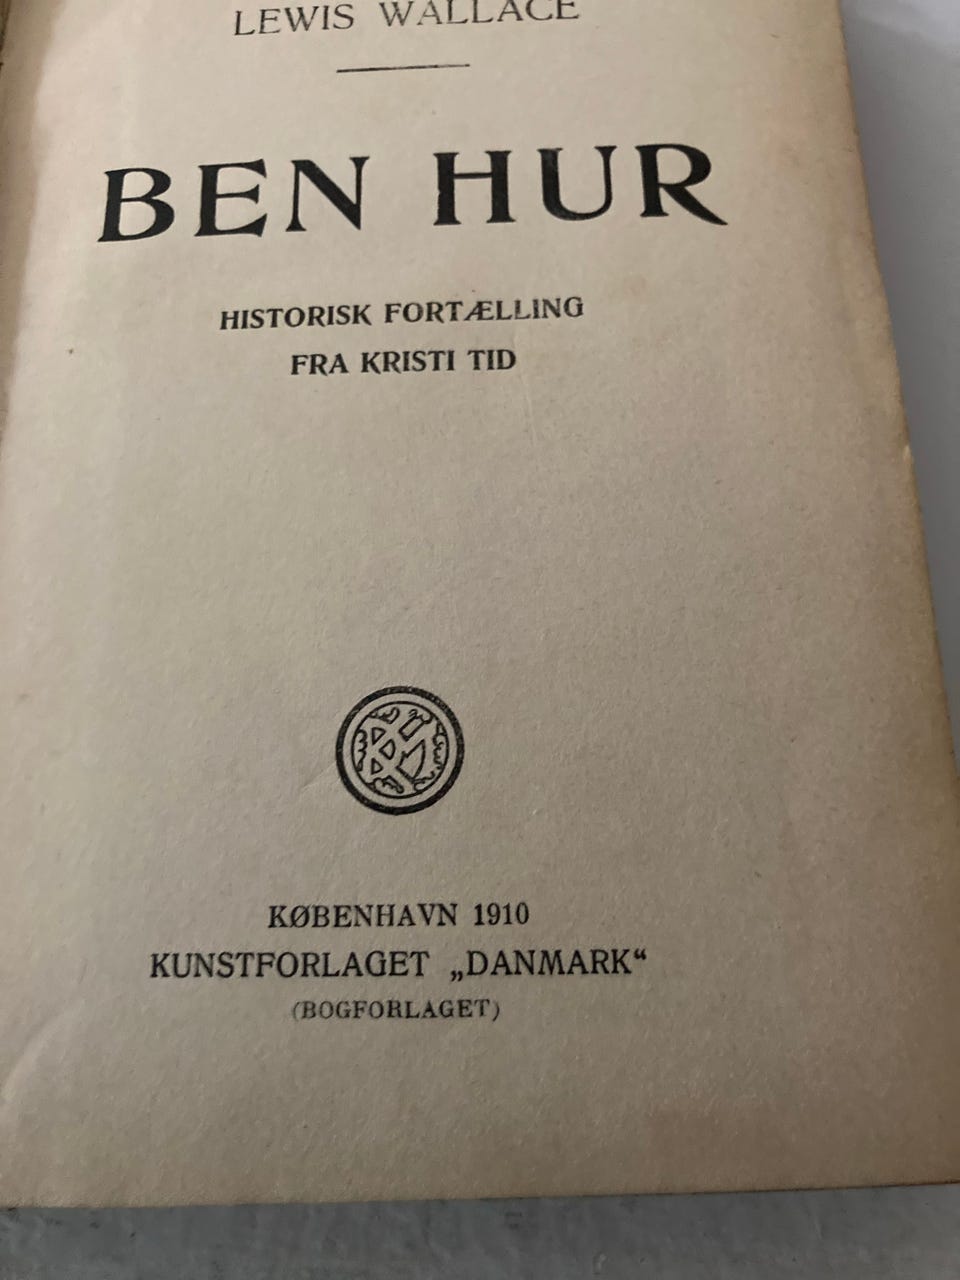 LEWIS WALLACE
BEN HUR
HISTORISK FORTÆLLING
FRA KRISTI TID
KØBENHAVN 1910
KUNSTFORLAGET „DANMARK“
(BOGFORLAGET)